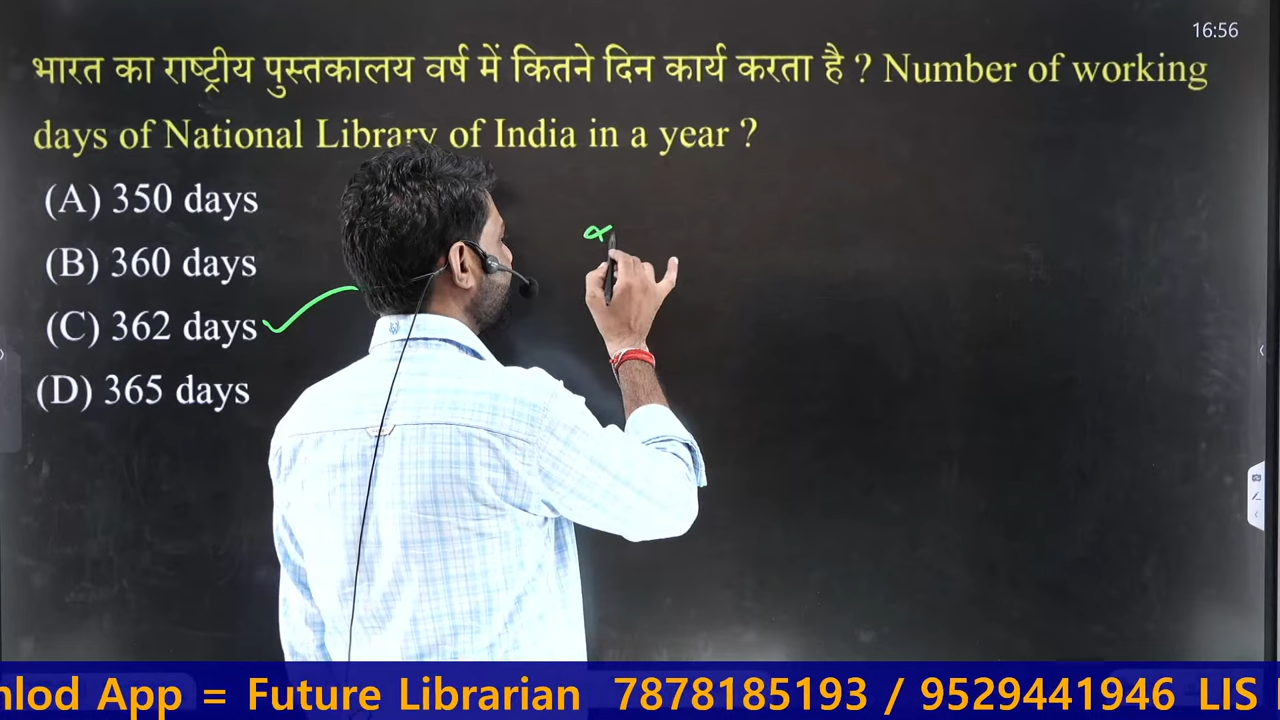 16:56
भारत का राष्ट्रीय पुस्तकालय वर्ष में कितने दिन कार्य करता है ? Number of working
days of National Library of India in a year ?
(A) 350 days
(B) 360 days
(C) 362 days
(D) 365 days
nlod App = Future Librarian 7878185193 / 9529441946 LIS